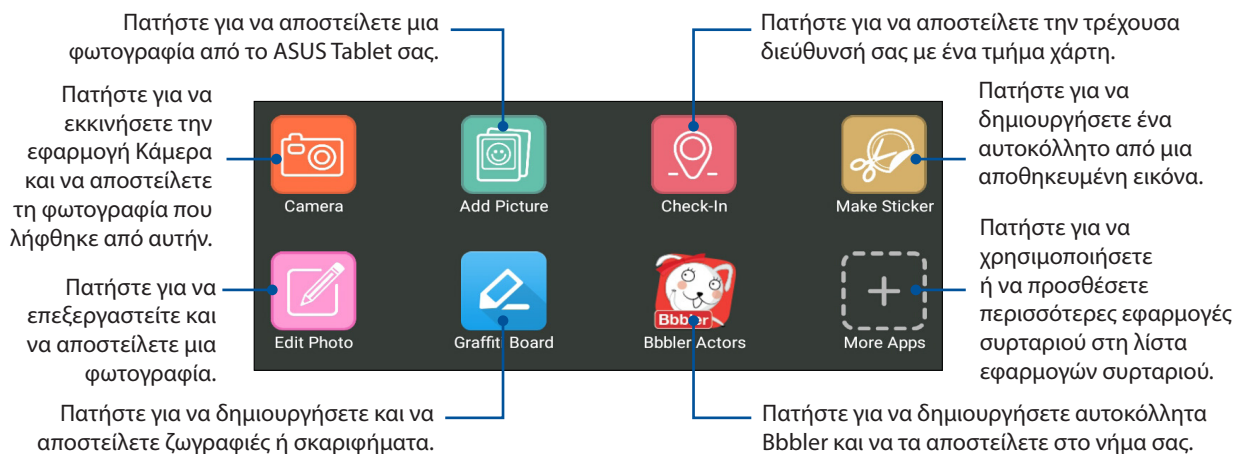 Πατήστε για να αποστείλετε μια
φωτογραφία από το ASUS Tablet σας.
Πατήστε για να αποστείλετε την τρέχουσα
διεύθυνσή σας με ένα τμήμα χάρτη.
Πατήστε για να
εκκινήσετε την
εφαρμογή Κάμερα
και να αποστείλετε
τη φωτογραφία που
λήφθηκε από αυτήν.
Πατήστε για να
δημιουργήσετε ένα
αυτοκόλλητο από μια
αποθηκευμένη εικόνα.
Camera
Add Picture
Check-In
Make Sticker
Πατήστε για να
χρησιμοποιήσετε
ή να προσθέσετε
περισσότερες εφαρμογές
συρταριού στη λίστα
εφαρμογών συρταριού.
Πατήστε για να
επεξεργαστείτε και
να αποστείλετε μια
φωτογραφία.
Bbbler
Edit Photo
Graffiti Board
Bbbler Actors
More Apps
Πατήστε για να δημιουργήσετε και να
αποστείλετε ζωγραφιές ή σκαριφήματα.
Πατήστε για να δημιουργήσετε αυτοκόλλητα
Bbbler και να τα αποστείλετε στο νήμα σας.